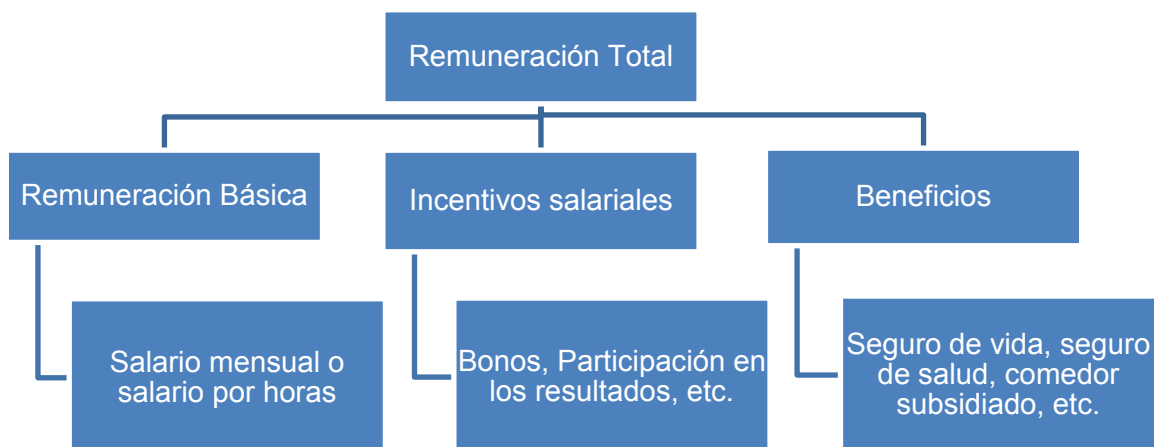 Remuneración Total
Remuneración Básica
Incentivos salariales
Beneficios
Salario mensual o
salario por horas
Bonos, Participación en
los resultados, etc.
Seguro de vida, seguro
de salud, comedor
subsidiado, etc.